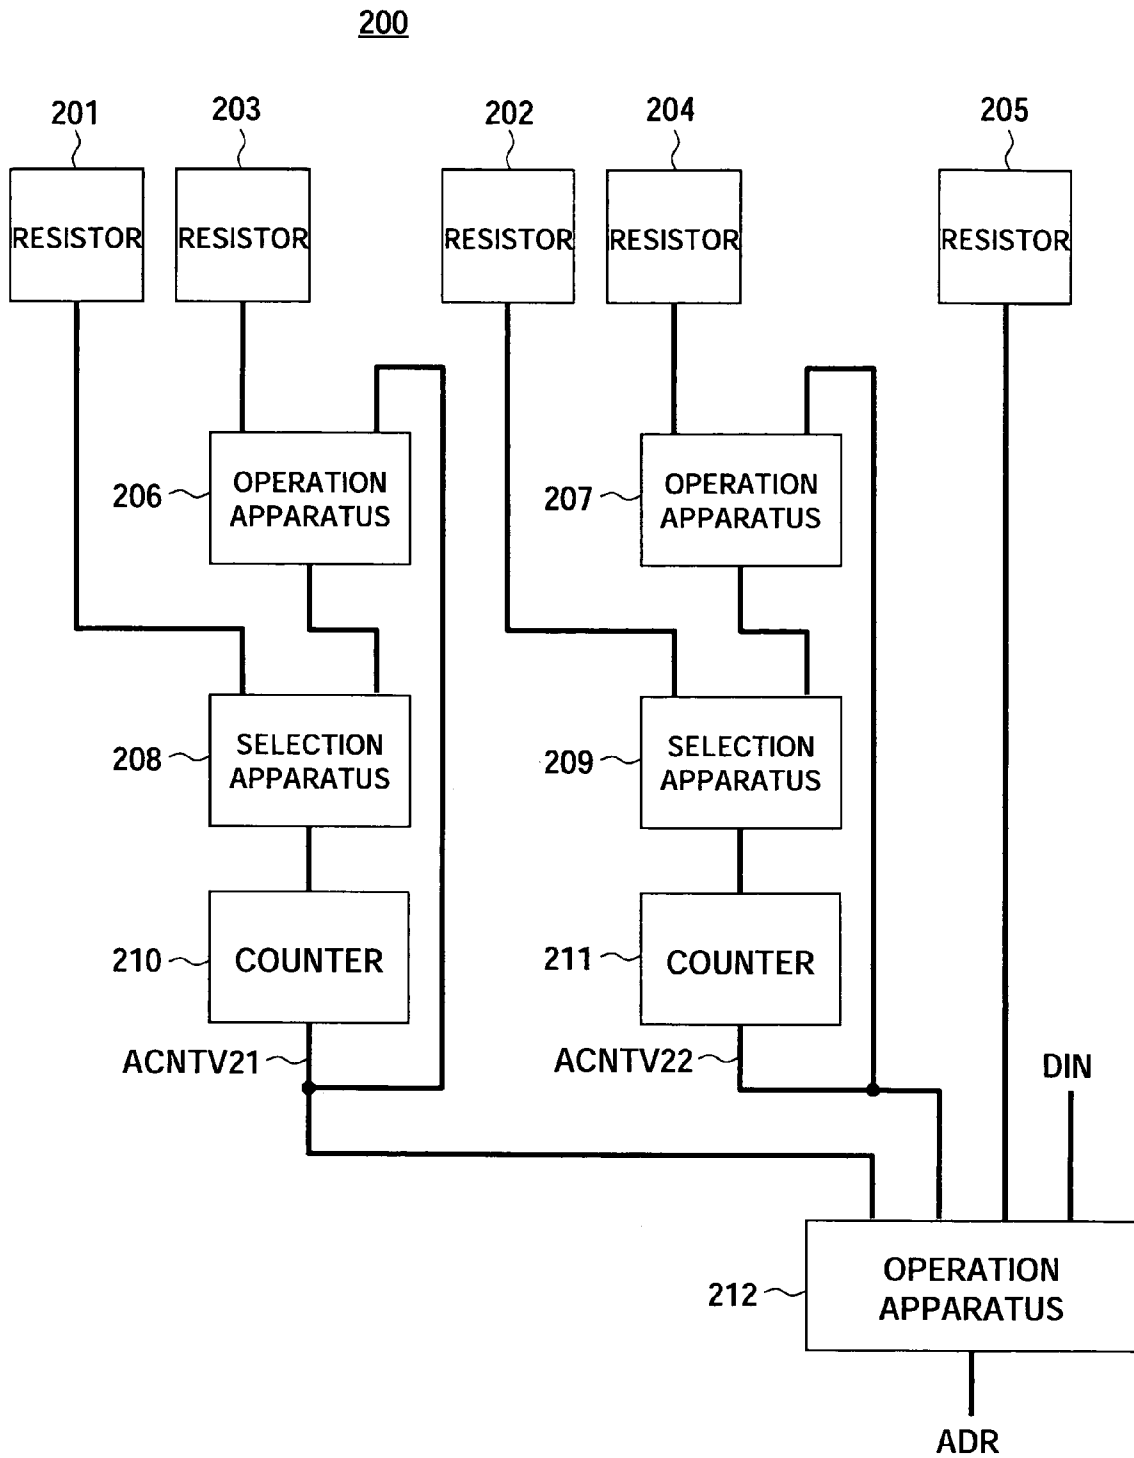 200
201
203
202
204
205
RESISTOR
RESISTOR
RESISTOR
RESISTOR
RESISTOR
206
OPERATION
APPARATUS
207
OPERATION
APPARATUS
208
SELECTION
APPARATUS
209
SELECTION
APPARATUS
210
COUNTER
211
COUNTER
ACNTV21
ACNTV22
DIN
212
OPERATION
APPARATUS
ADR